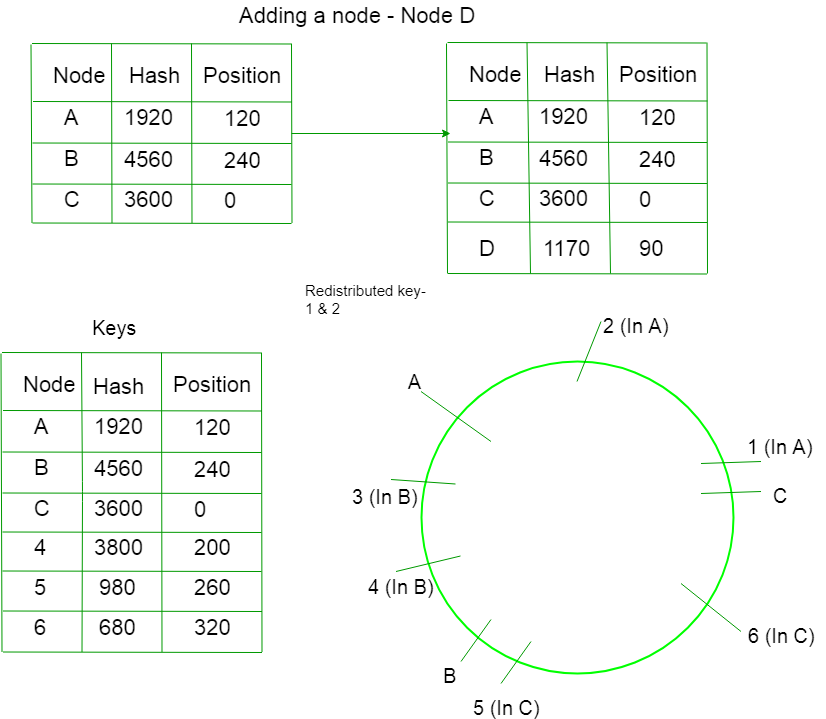 Adding a node - Node D
Node Hash Position
A 1920 120
B 4560 240
C 3600 0
Node Hash Position
A 1920 120
B 4560 240
C 3600 0
D 1170 90
Redistributed key-
1 & 2
Keys
Node Hash Position
A 1920 120
B 4560 240
C 3600 0
4 3800 200
5 980 260
6 680 320
2 (In A)
A
1 (In A)
3 (In B)
C
4 (In B)
6 (In C)
B
5 (In C)